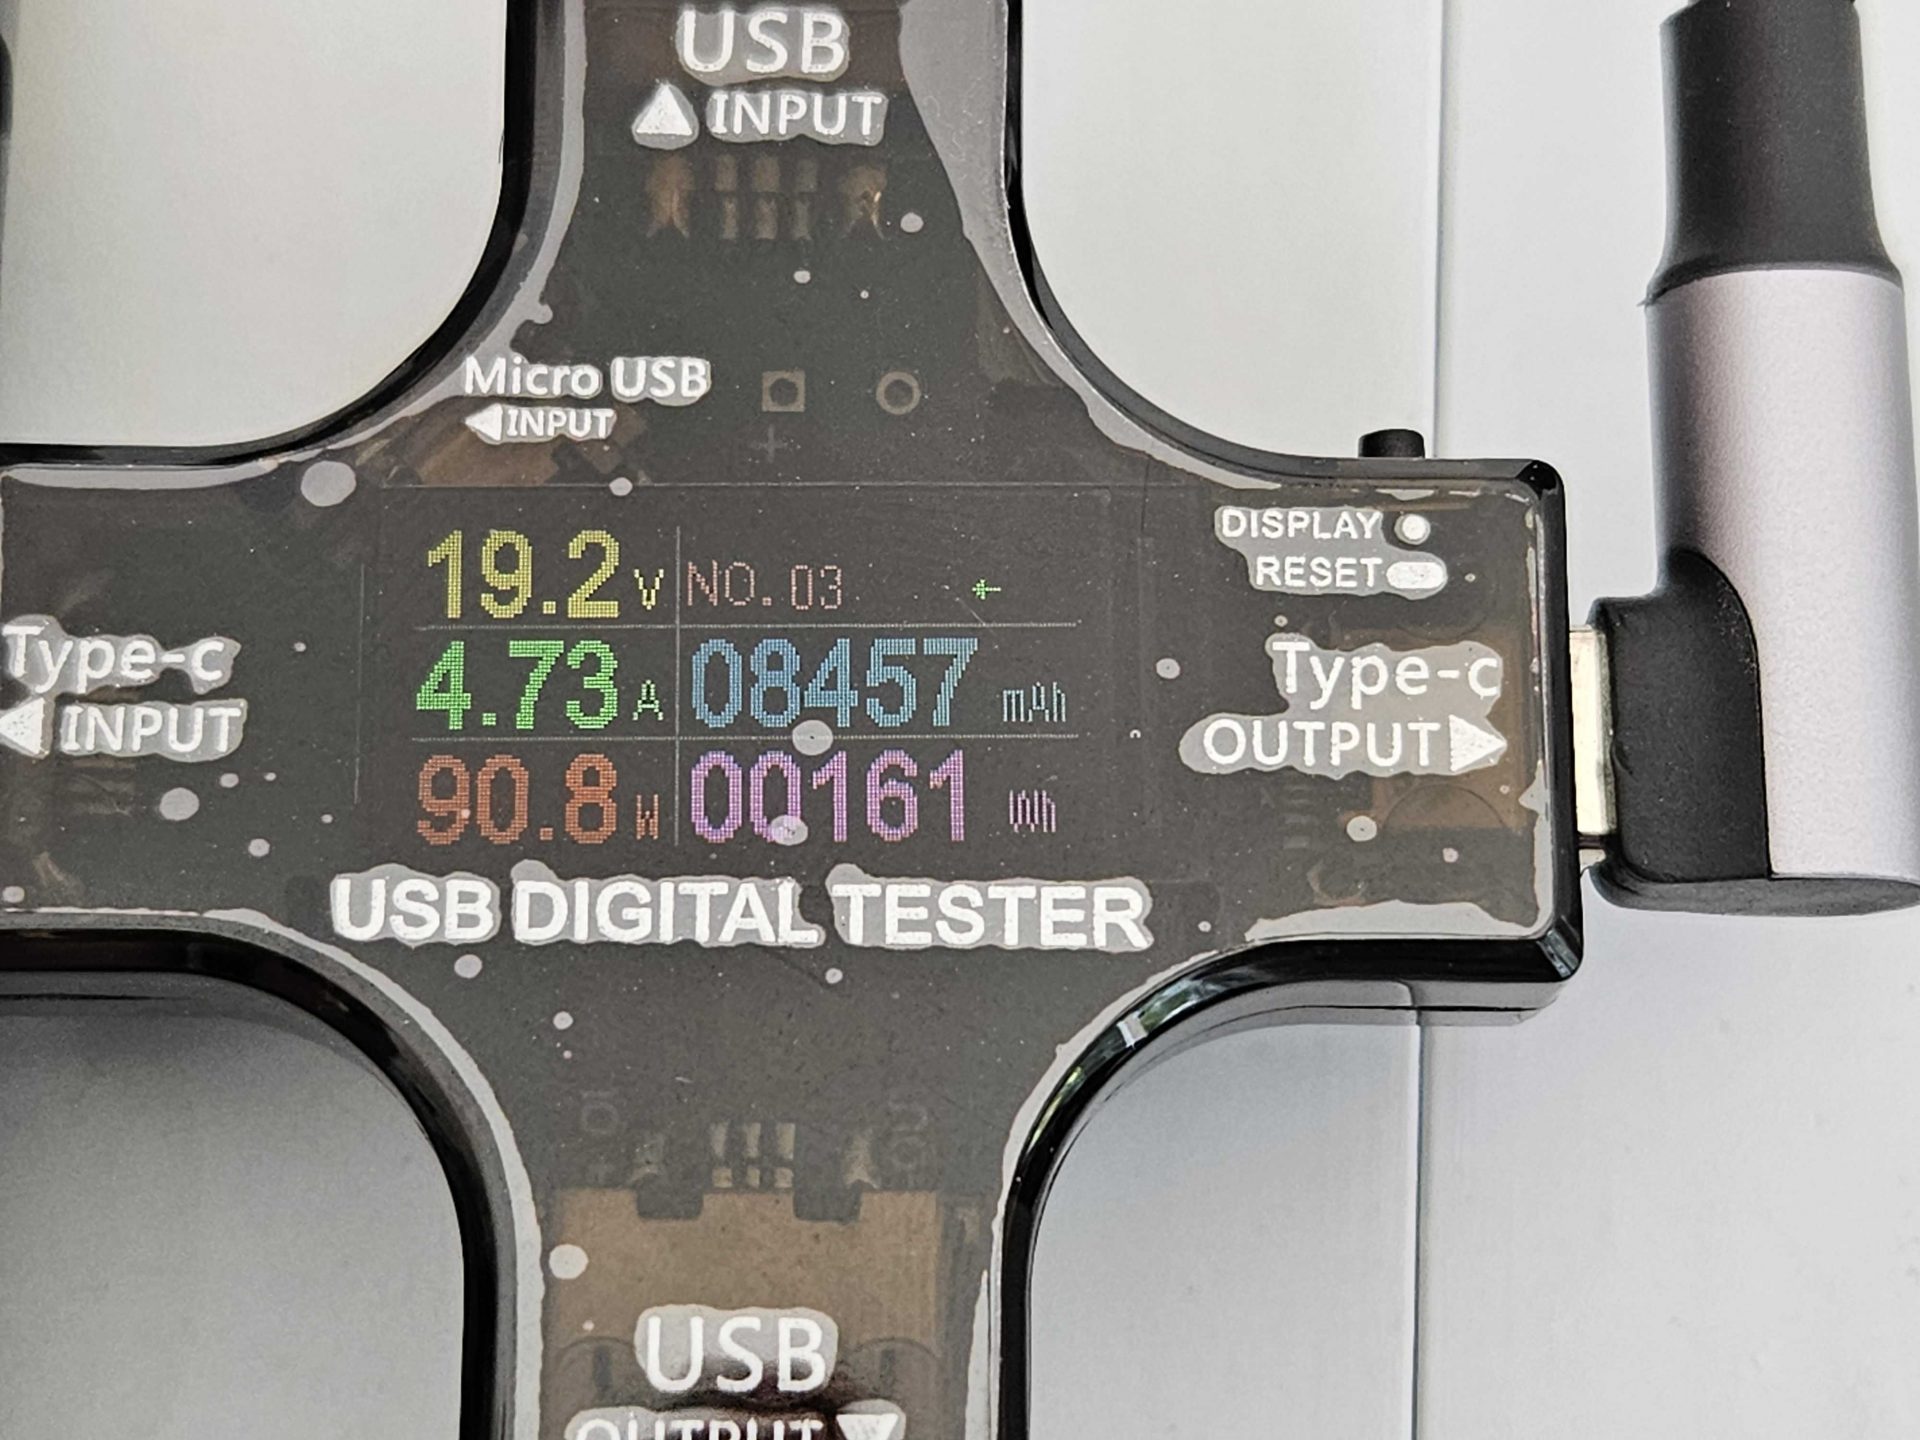 USB
INPUT
Micro USB
INPUT
DISPLAY
RESET
19.2 V NO. 03
4.73 A 08457 mAh
90.8 W 00161 Wh
Type-c
INPUT
Type-c
OUTPUT
USB DIGITAL TESTER
USB
OUTPUT